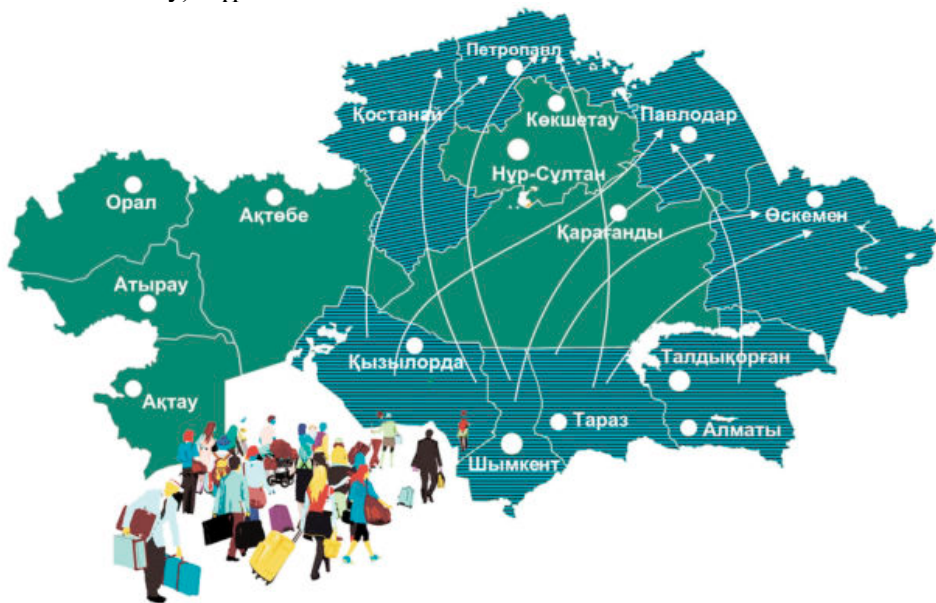 Петропавл
Қостанай
Көкшетау
Павлодар
Нұр-Сұлтан
Орал
Ақтөбе
Өскемен
Қарағанды
Атырау
Қызылорда
Талдықорған
Ақтау
Тараз
Алматы
Шымкент